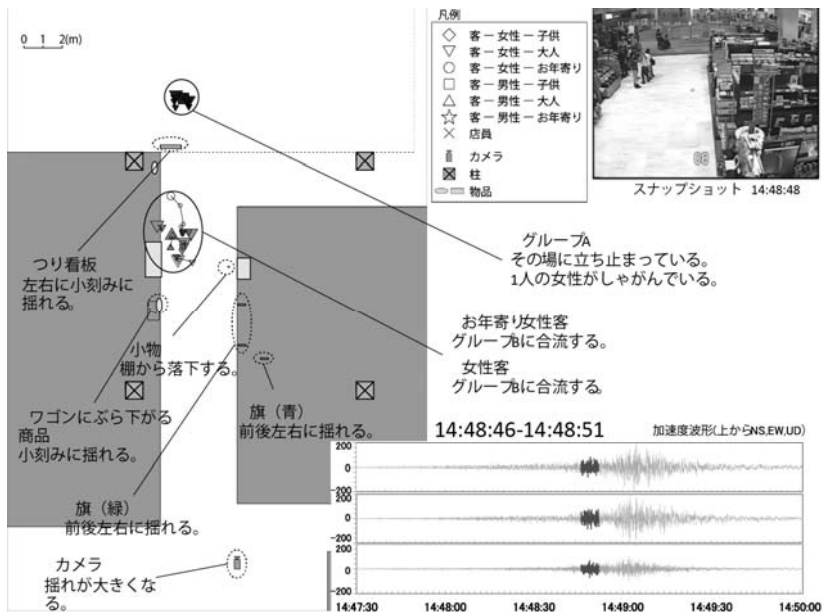 0 1 2(m)
凡例
客 ー 女性 ー 子供
客 ー 女性 ー 大人
客 ー 女性 ー お年寄り
客 ー 男性 ー 子供
客 ー 男性 ー 大人
客 ー 男性 ー お年寄り
店員
カメラ
柱
物品
スナップショット 14:48:48
グループA
その場に立ち止まっている。
1人の女性がしゃがんでいる。
つり看板
左右に小刻みに
揺れる。
お年寄り女性客
グループBに合流する。
小物
棚から落下する。
女性客
グループBに合流する。
旗（青）
前後左右に揺れる。
ワゴンにぶら下がる
商品
小刻みに揺れる。
旗（緑）
前後左右に揺れる。
カメラ
揺れが大きくな
る。
14:48:46-14:48:51
加速度波形(上からNS,EW,UD)
200
0
-200
200
0
-200
200
0
-200
14:47:30 14:48:00 14:48:30 14:49:00 14:49:30 14:50:00